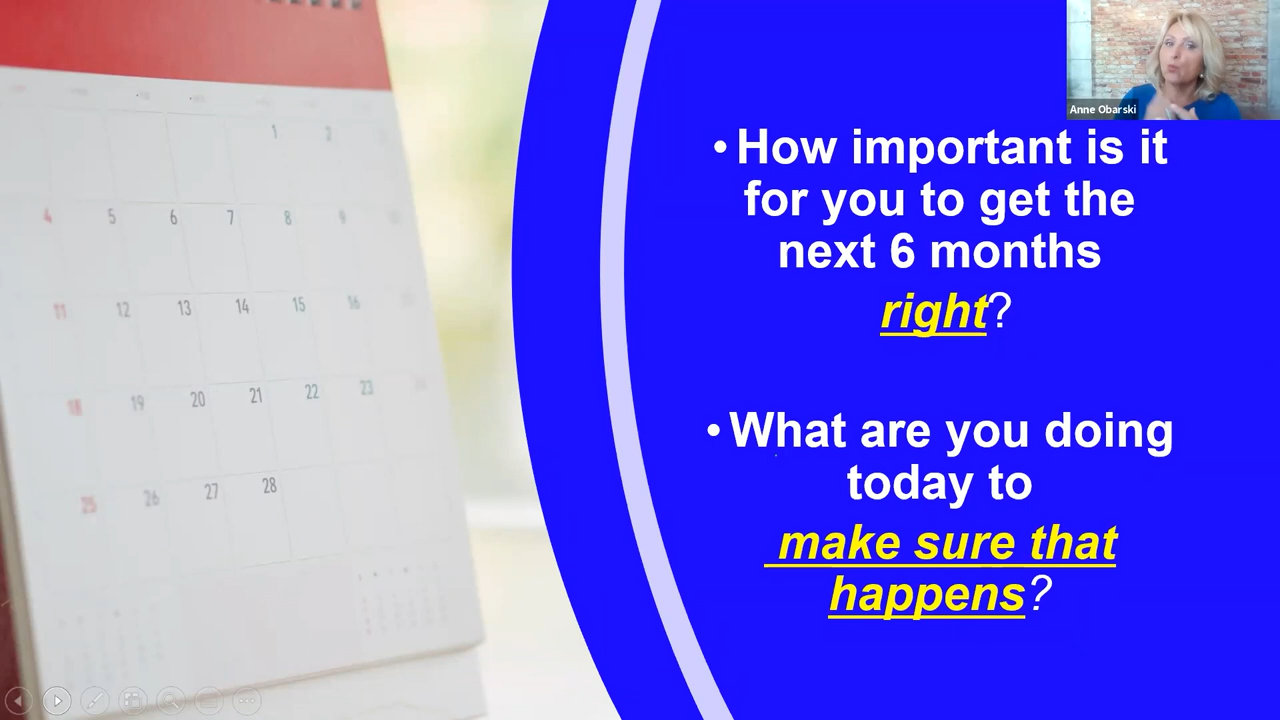 Anne Obarski
• How important is it
for you to get the
next 6 months
right?
• What are you doing
today to
make sure that
happens?
1 2
4 5 6 7 8 9
11 12 13 14 15 16
18 19 20 21 22 23
25 26 27 28